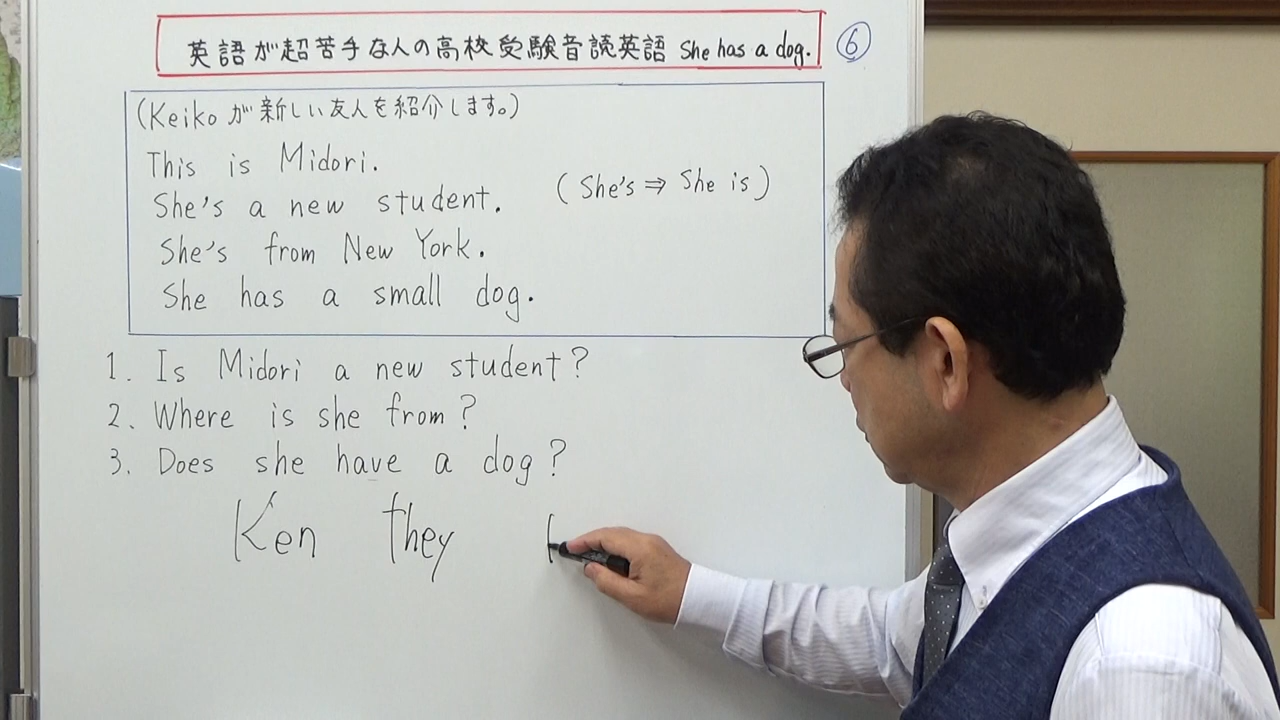 英語が超苦手な人の高校受験音読英語 She has a dog. ⑥
(Keikoが新しい友人を紹介します。)
This is Midori.
She's a new student. (She's ⇒ She is)
She's from New York.
She has a small dog.
1. Is Midori a new student?
2. Where is she from?
3. Does she have a dog?
Ken they